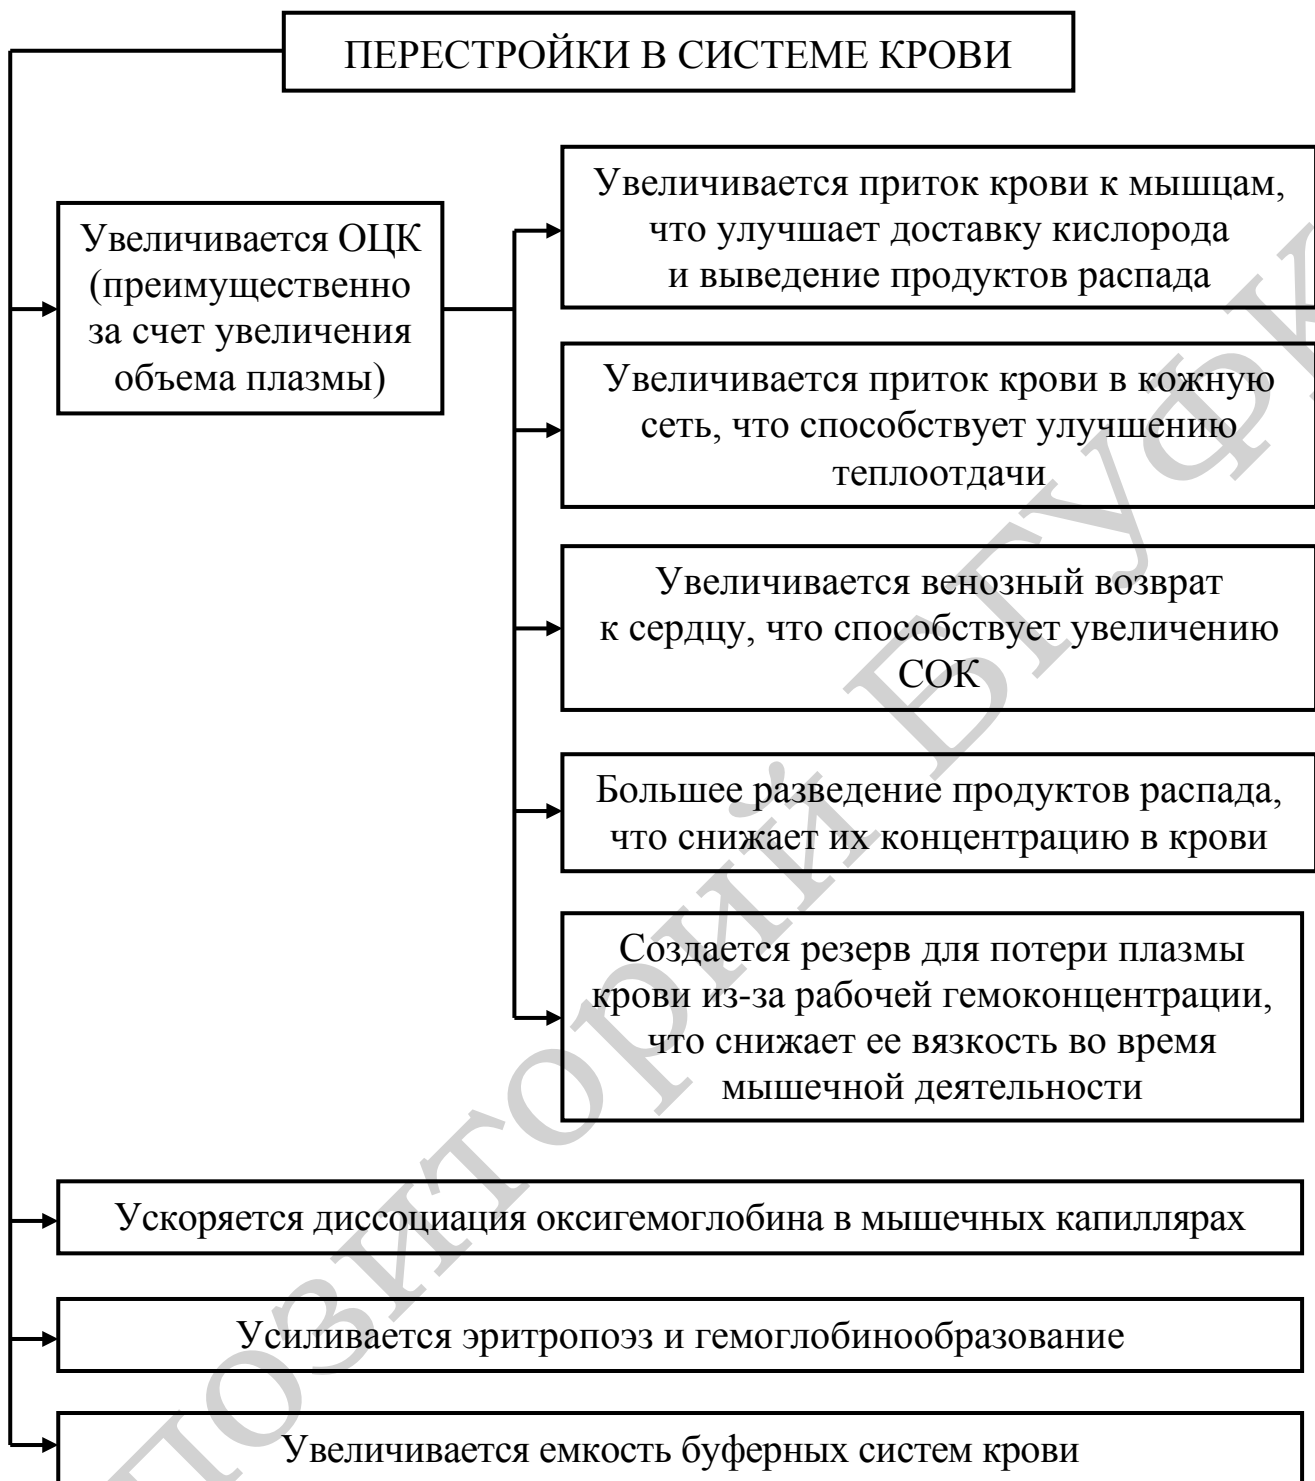 ПЕРЕСТРОЙКИ В СИСТЕМЕ КРОВИ
Увеличивается ОЦК
(преимущественно
за счет увеличения
объема плазмы)
Увеличивается приток крови к мышцам,
что улучшает доставку кислорода
и выведение продуктов распада
Увеличивается приток крови в кожную
сеть, что способствует улучшению
теплоотдачи
Увеличивается венозный возврат
к сердцу, что способствует увеличению
СОК
Большее разведение продуктов распада,
что снижает их концентрацию в крови
Создается резерв для потери плазмы
крови из-за рабочей гемоконцентрации,
что снижает ее вязкость во время
мышечной деятельности
Ускоряется диссоциация оксигемоглобина в мышечных капиллярах
Усиливается эритропоэз и гемоглобинообразование
Увеличивается емкость буферных систем крови
позиторий БГУФК